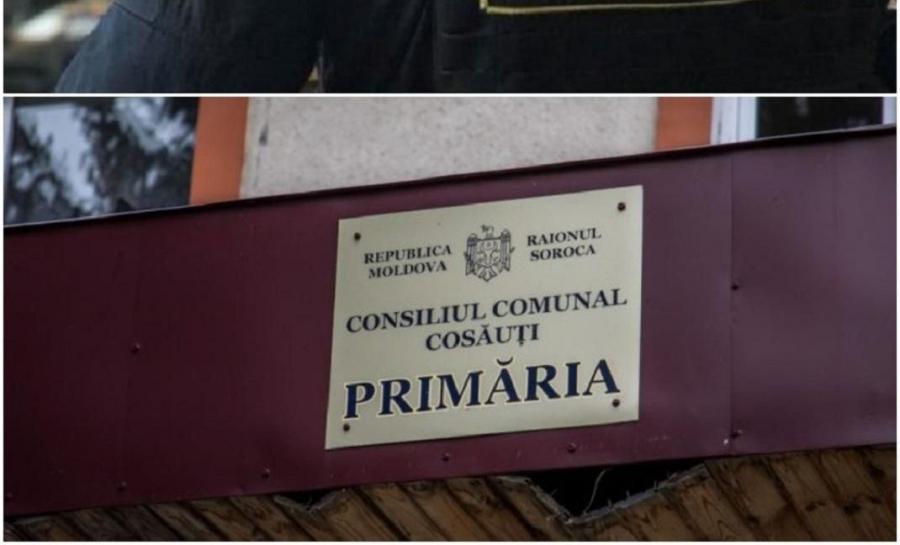 REPUBLICA MOLDOVA
RAIONUL SOROCA
CONSILIUL COMUNAL
COSĂUȚI
PRIMĂRIA